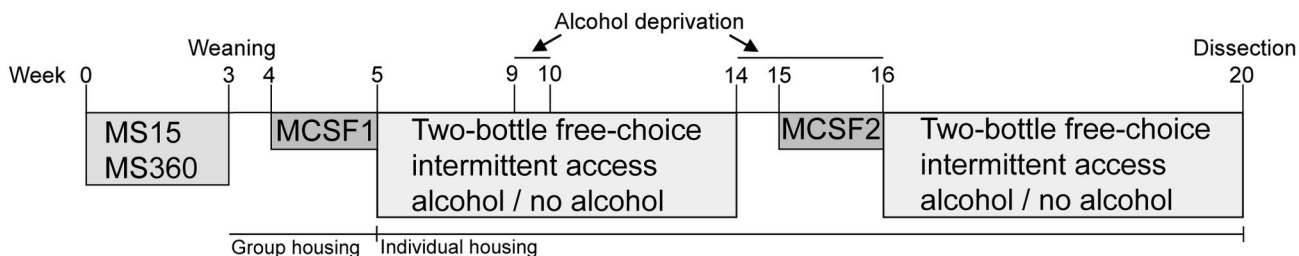 Alcohol deprivation
Weaning
Dissection
Week 0 3 4 5 9 10 14 15 16 20
MS15
MS360
MCSF1
Two-bottle free-choice
intermittent access
alcohol / no alcohol
MCSF2
Two-bottle free-choice
intermittent access
alcohol / no alcohol
Group housing
Individual housing